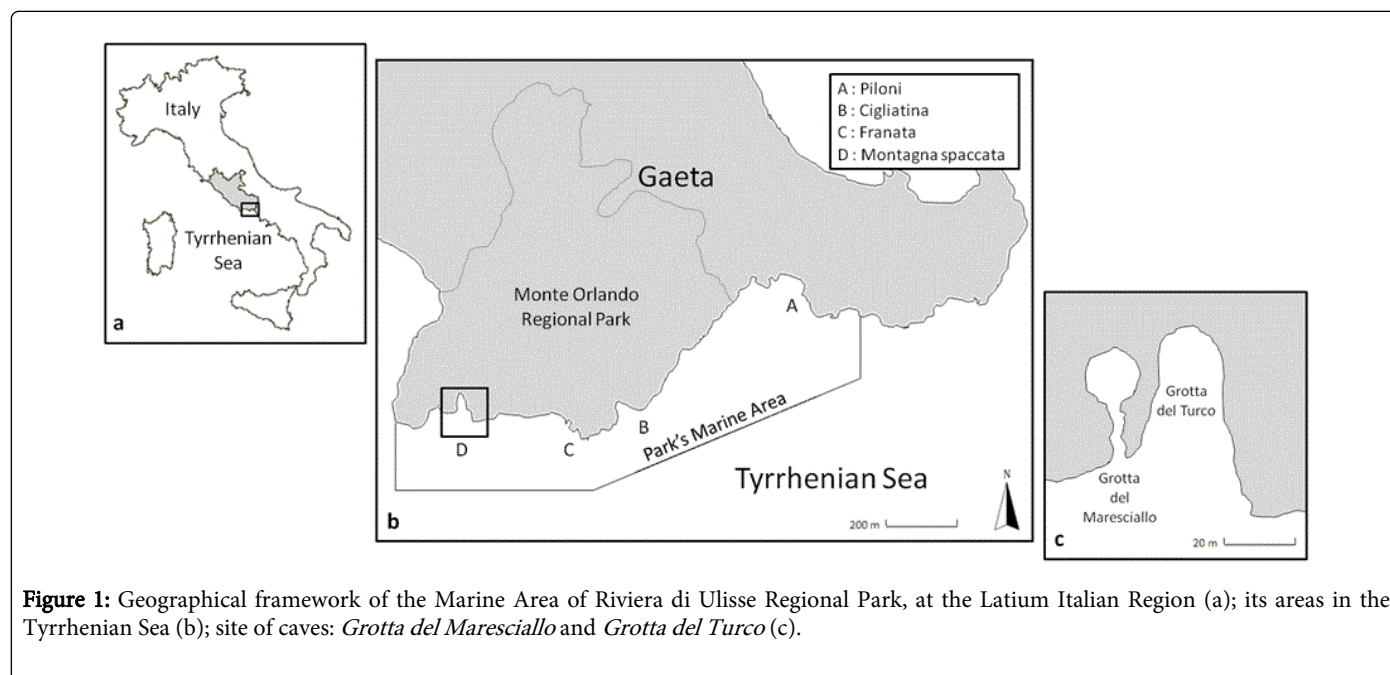 Italy
Tyrrhenian
Sea
a
A : Piloni
B : Cigliatina
C : Franata
D : Montagna spaccata
Gaeta
Monte Orlando
Regional Park
A
B
C
D
Park's Marine Area
Tyrrhenian Sea
N
200 m
b
Grotta
del Turco
Grotta
del
Maresciallo
20 m
c
Figure 1: Geographical framework of the Marine Area of Riviera di Ulisse Regional Park, at the Latium Italian Region (a); its areas in the
Tyrrhenian Sea (b); site of caves: Grotta del Maresciallo and Grotta del Turco (c).